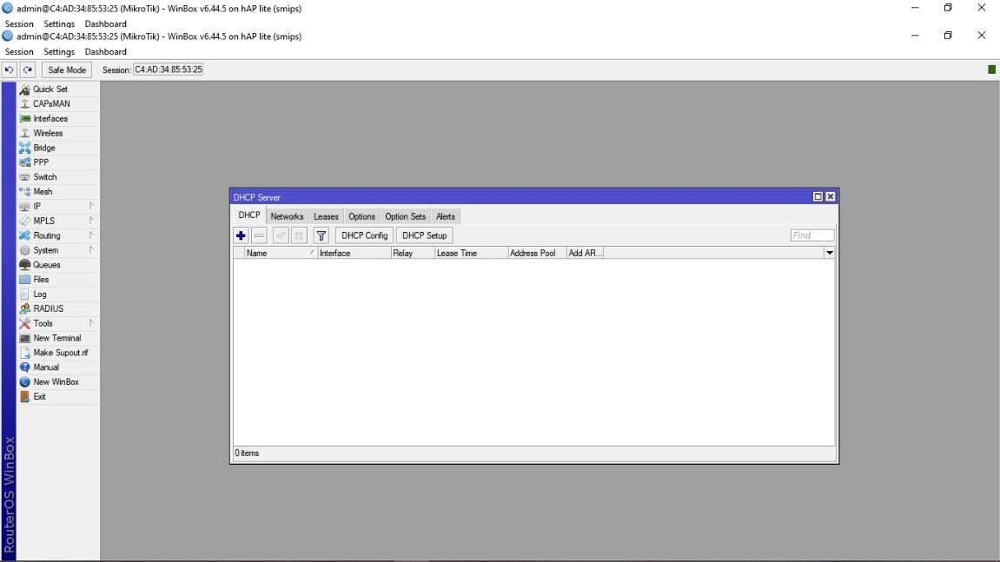 admin@C4:AD:34:85:53:25 (MikroTik) - WinBox v6.44.5 on hAP lite (smips)
Session Settings Dashboard
admin@C4:AD:34:85:53:25 (MikroTik) - WinBox v6.44.5 on hAP lite (smips)
Session Settings Dashboard
Safe Mode Session: C4:AD:34:85:53:25
Quick Set
CAPsMAN
Interfaces
Wireless
Bridge
PPP
Switch
Mesh
IP
MPLS
Routing
System
Queues
Files
Log
RADIUS
Tools
New Terminal
Make Supout.rif
Manual
New WinBox
Exit
RouterOS WinBox
DHCP Server
DHCP Networks Leases Options Option Sets Alerts
DHCP Config DHCP Setup Find
Name Interface Relay Lease Time Address Pool Add AR...
0 items